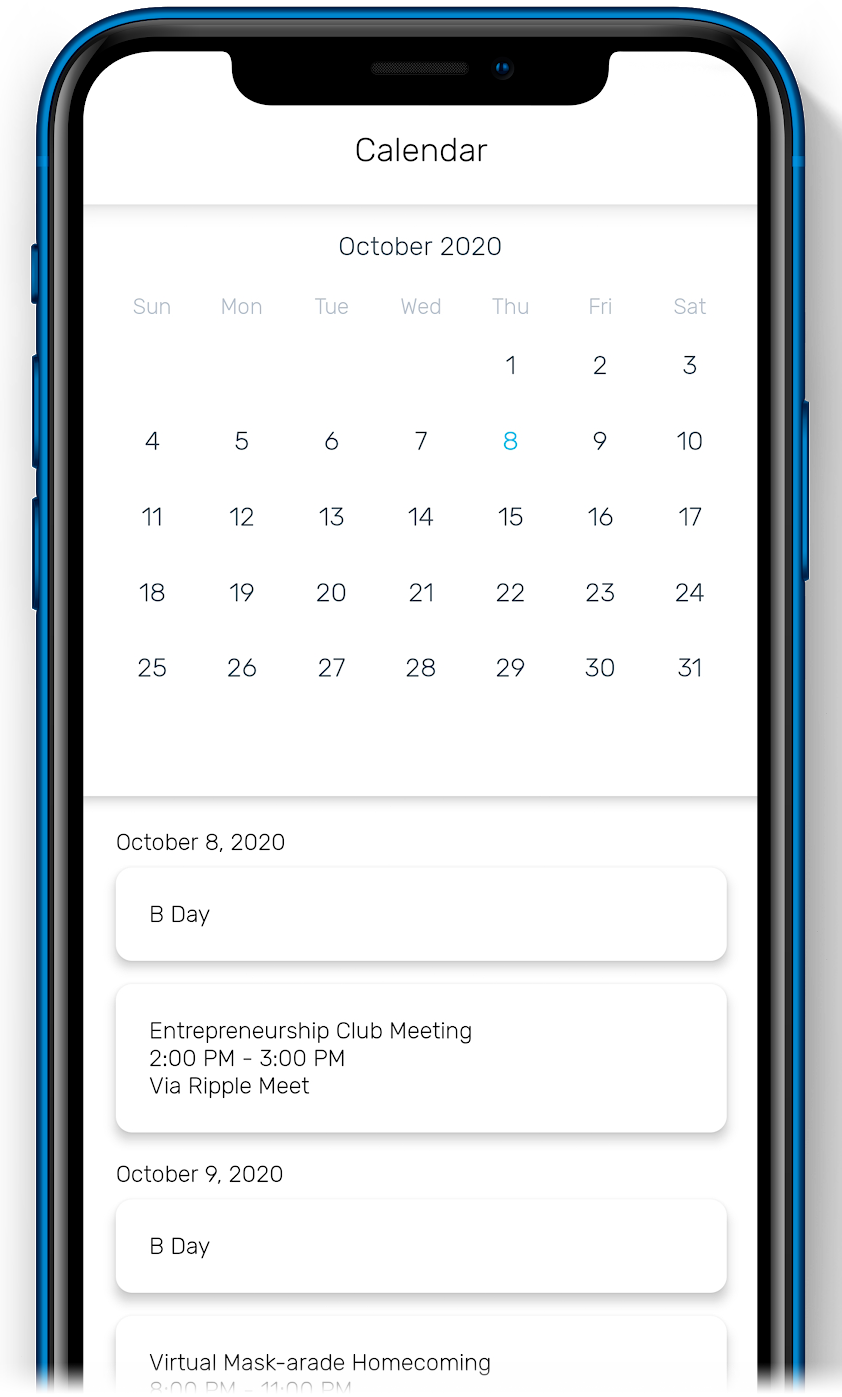 Calendar
October 2020
Sun Mon Tue Wed Thu Fri Sat
1 2 3
4 5 6 7 8 9 10
11 12 13 14 15 16 17
18 19 20 21 22 23 24
25 26 27 28 29 30 31
October 8, 2020
B Day
Entrepreneurship Club Meeting
2:00 PM - 3:00 PM
Via Ripple Meet
October 9, 2020
B Day
Virtual Mask-arade Homecoming
8:00 PM - 11:00 PM